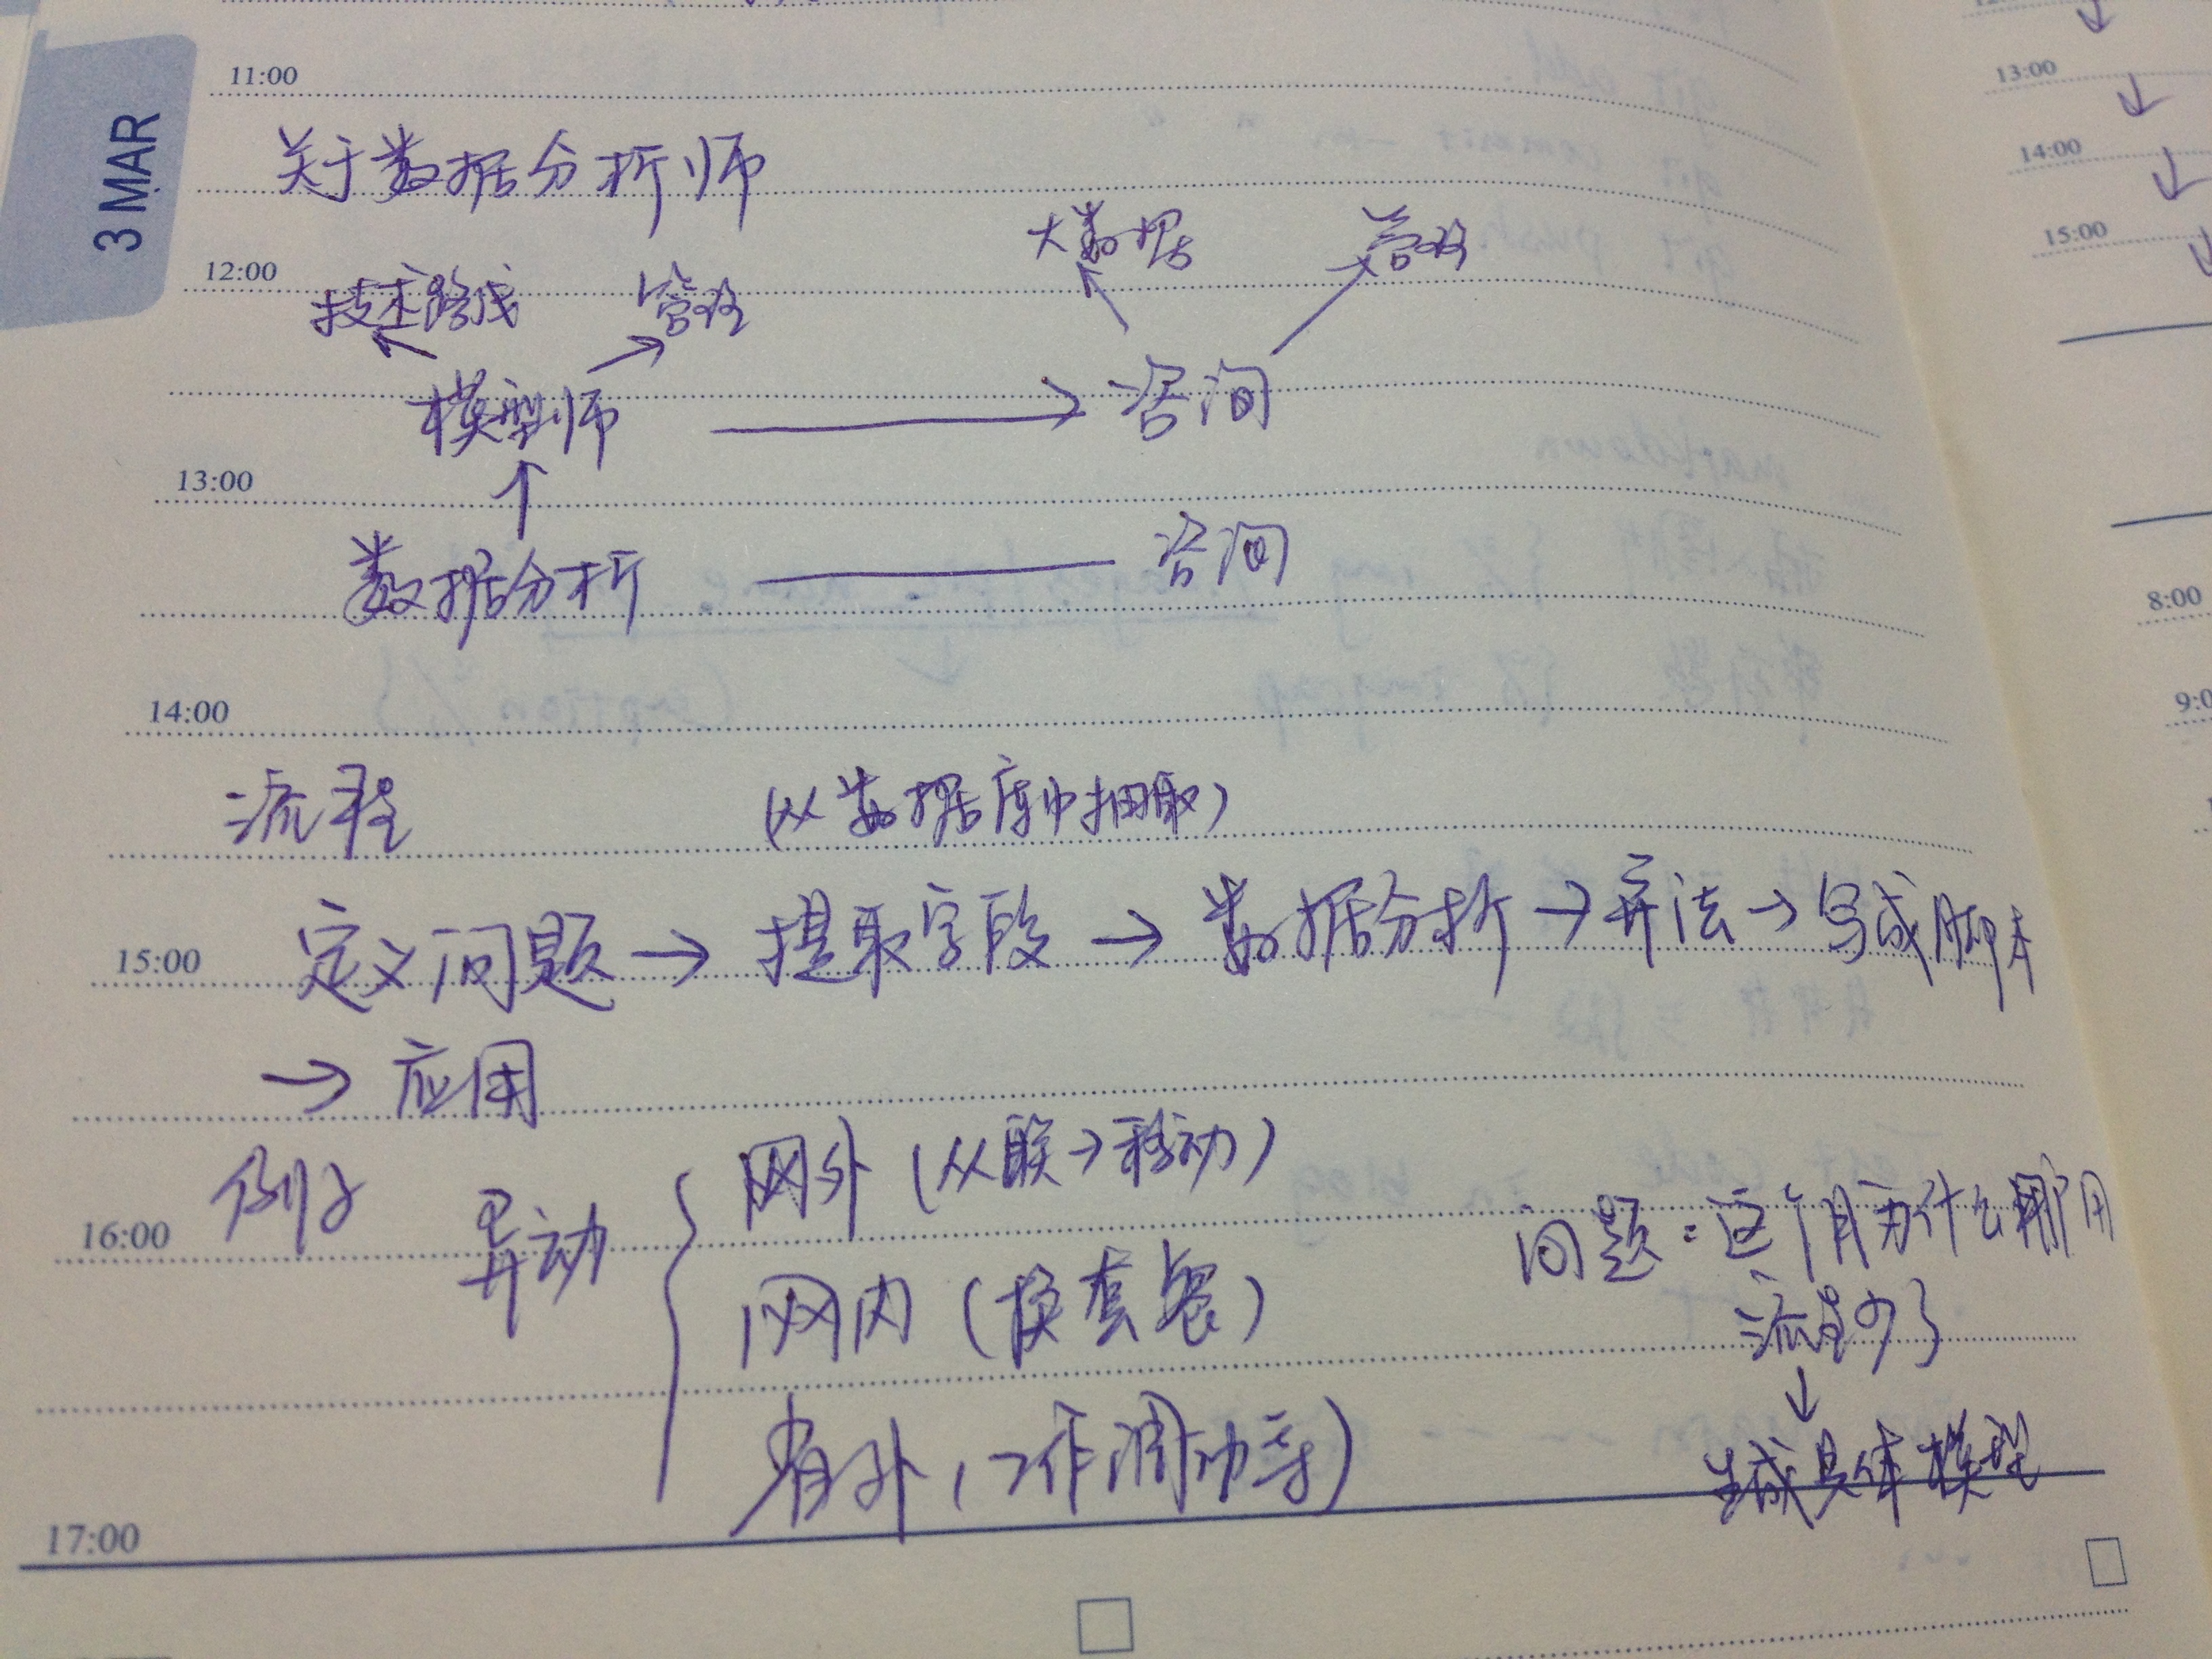 3 MAR
11:00
关于数据分析师
12:00
大数据 管理
技术路线 管理
模型师 → 咨询
↑
13:00
数据分析 — 咨询
14:00
流程 (从数据库中抽取)
15:00 定义问题 → 提取字段 → 数据分析 → 算法 → 写成脚本
→ 应用
16:00 例子 异动
网外 (从联→移动)
网内 (换套餐)
省外 (工作调动等)
问题：这个月为什么用
流量少了
↓
生成具体模型
17:00
12:00
13:00
14:00
15:00
8:00